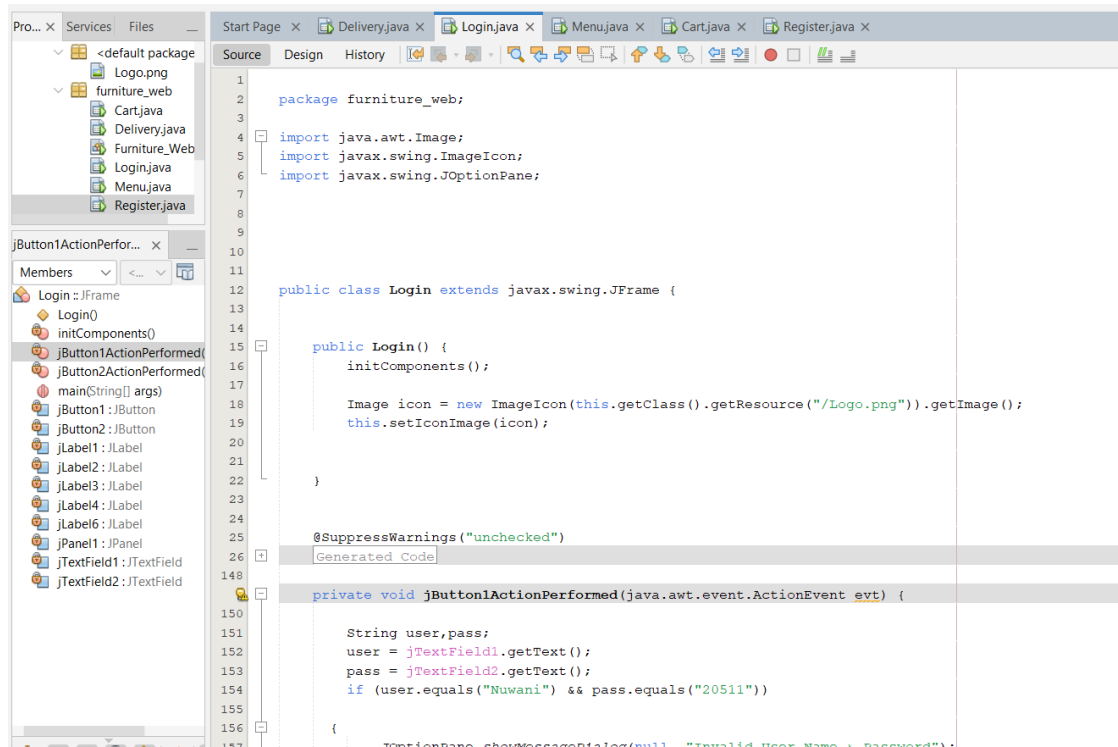 Pro... × Services Files
Start Page × Delivery.java × Login.java × Menu.java × Cart.java × Register.java ×
<default package
Logo.png
furniture_web
Cart.java
Delivery.java
Furniture_Web
Login.java
Menu.java
Register.java
jButton1ActionPerfor... ×
Members <...
Login :: JFrame
Login()
initComponents()
jButton1ActionPerformed(
jButton2ActionPerformed(
main(String[] args)
jButton1 : JButton
jButton2 : JButton
jLabel1 : JLabel
jLabel2 : JLabel
jLabel3 : JLabel
jLabel4 : JLabel
jLabel6 : JLabel
jPanel1 : JPanel
jTextField1 : JTextField
jTextField2 : JTextField
Source Design History
1
2 package furniture_web;
3
4 import java.awt.Image;
5 import javax.swing.ImageIcon;
6 import javax.swing.JOptionPane;
7
8
9
10
11
12 public class Login extends javax.swing.JFrame {
13
14
15 public Login() {
16 initComponents();
17
18 Image icon = new ImageIcon(this.getClass().getResource("/Logo.png")).getImage();
19 this.setIconImage(icon);
20
21
22 }
23
24
25 @SuppressWarnings("unchecked")
26 Generated Code
148
private void jButton1ActionPerformed(java.awt.event.ActionEvent evt) {
150
151 String user,pass;
152 user = jTextField1.getText();
153 pass = jTextField2.getText();
154 if (user.equals("Nuwani") && pass.equals("20511"))
155
156 {
157 JOptionPane.showMessageDialog(null, "Invalid User Name : Password");